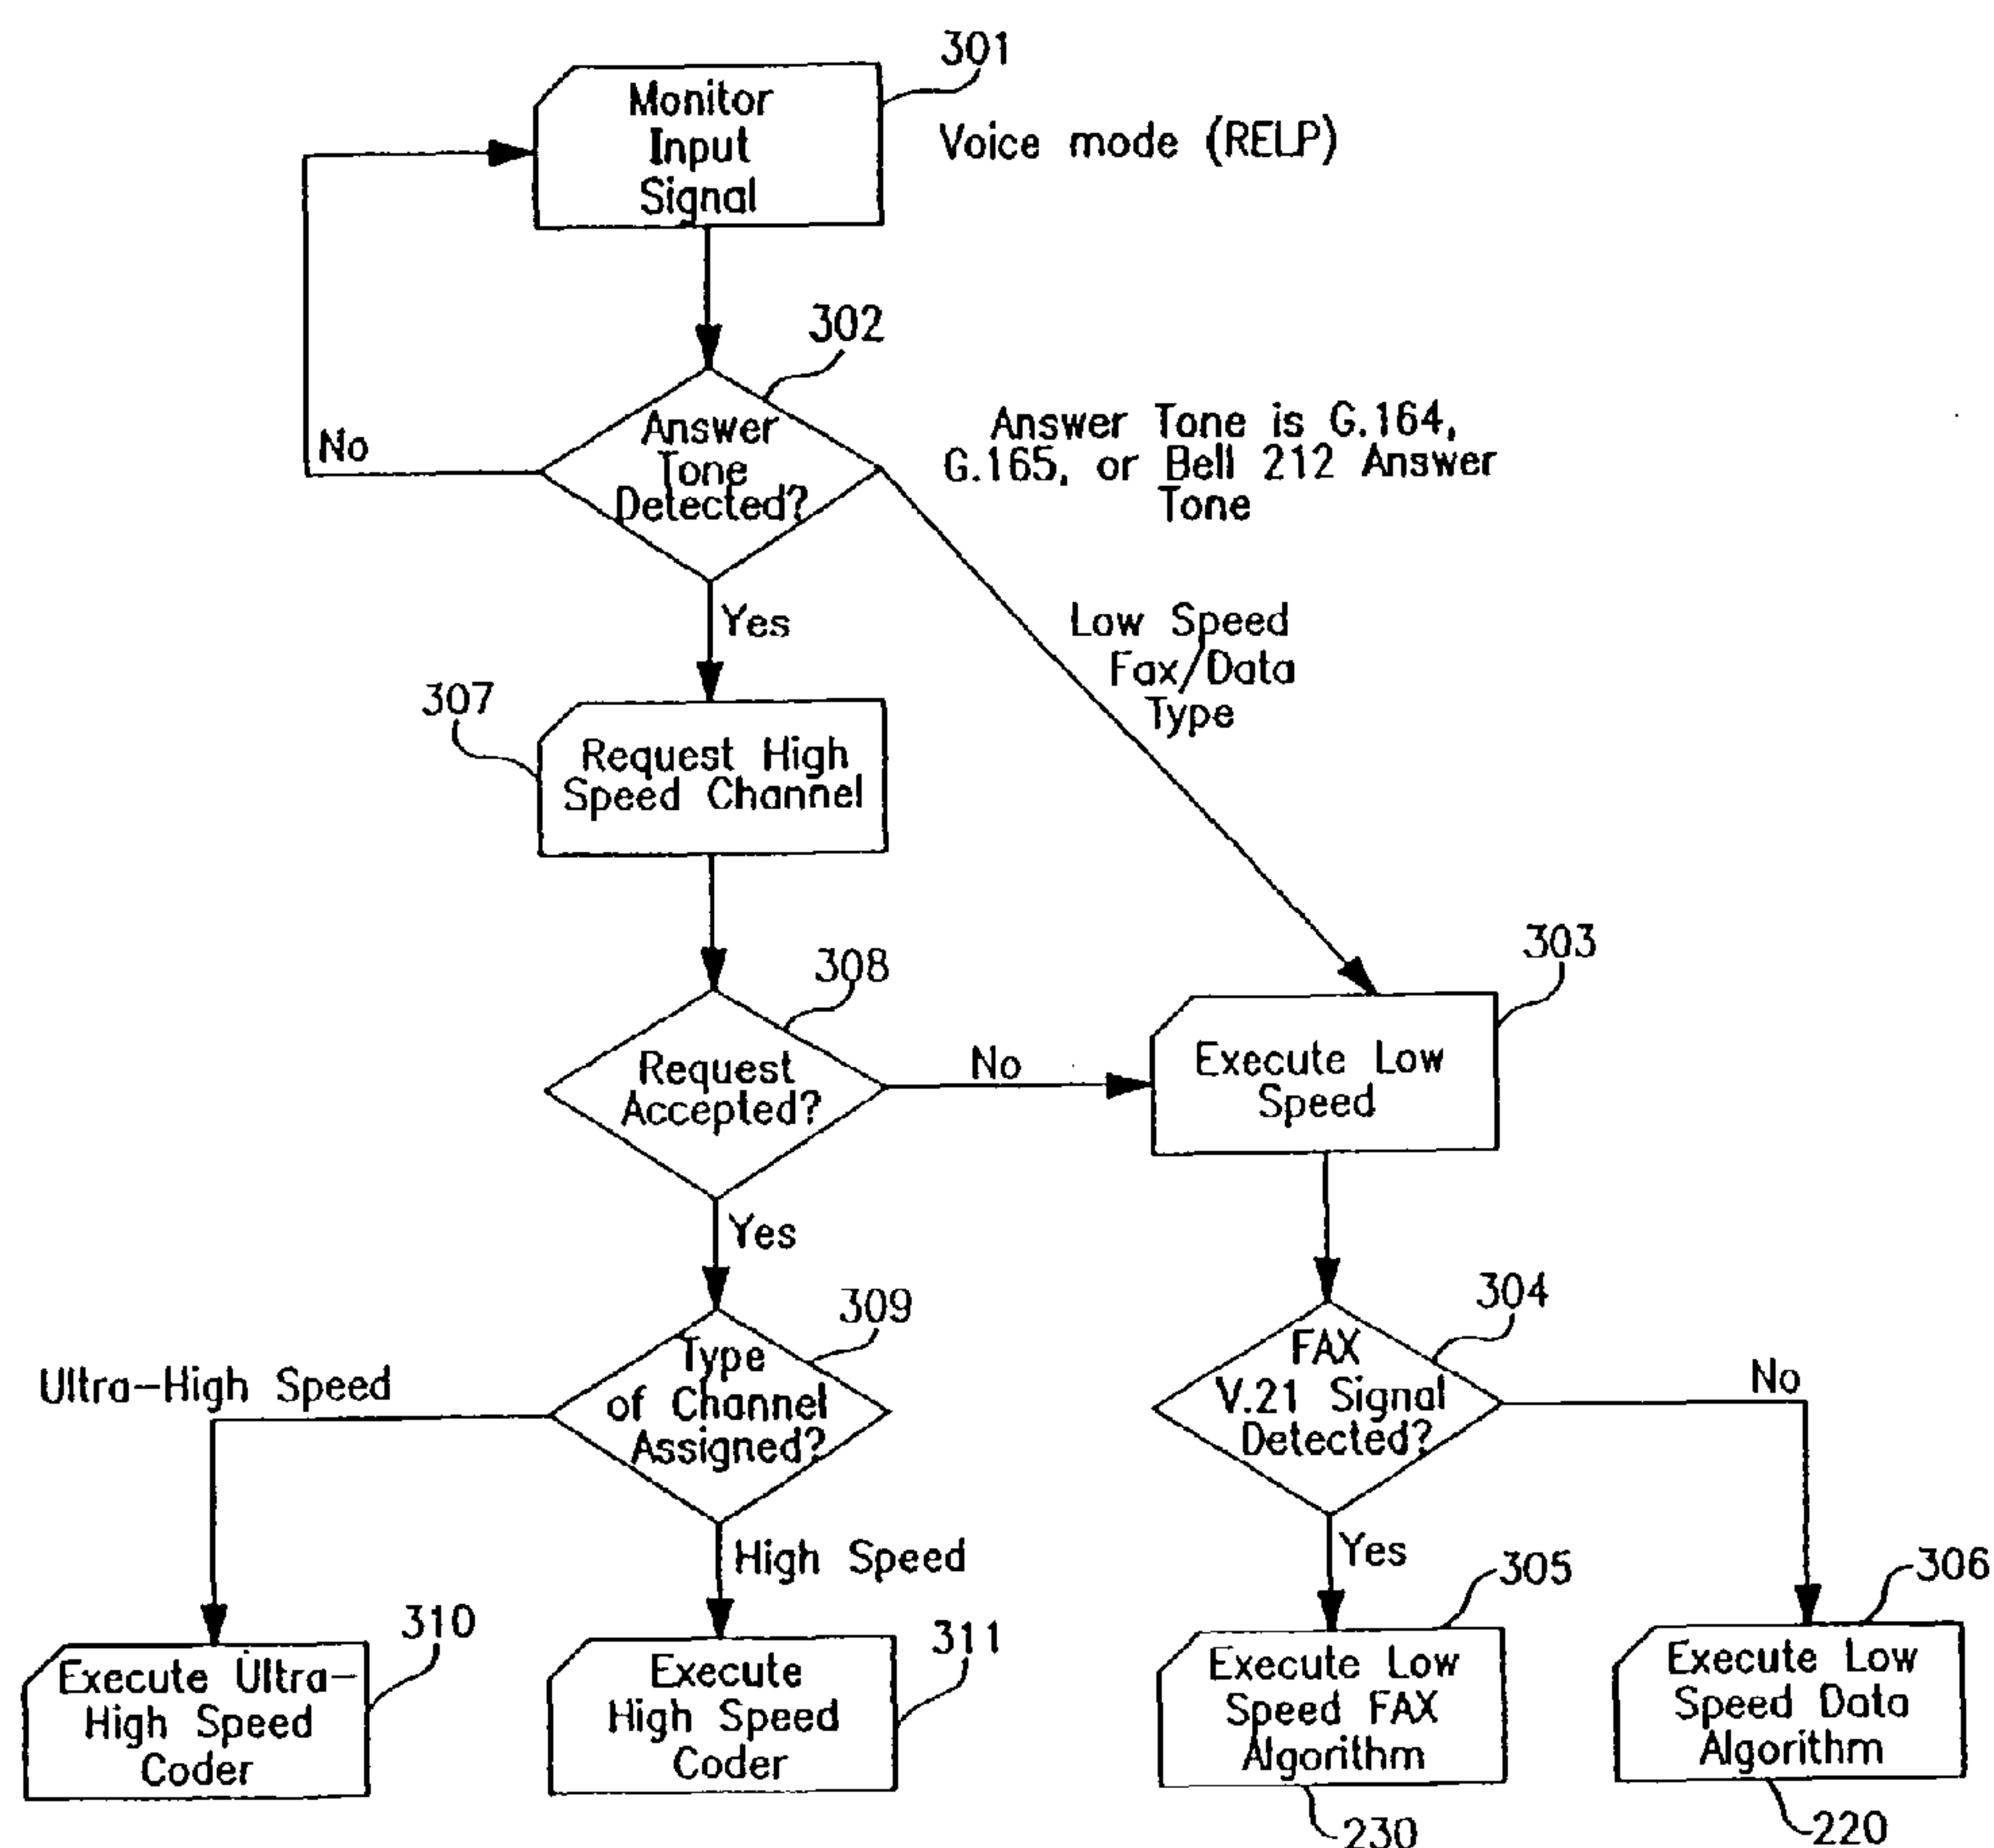 301
Monitor
Input
Signal
Voice mode (RELP)
302
Answer
Tone
Detected?
No
Answer Tone is G.164,
G.165, or Bell 212 Answer
Tone
Yes
Low Speed
Fax/Data
Type
307
Request High
Speed Channel
308
Request
Accepted?
No
303
Execute Low
Speed
Yes
309
Type
of Channel
Assigned?
Ultra-High Speed
High Speed
304
FAX
V.21 Signal
Detected?
No
Yes
310
Execute Ultra-
High Speed
Coder
311
Execute
High Speed
Coder
305
Execute Low
Speed FAX
Algorithm
230
306
Execute Low
Speed Data
Algorithm
220